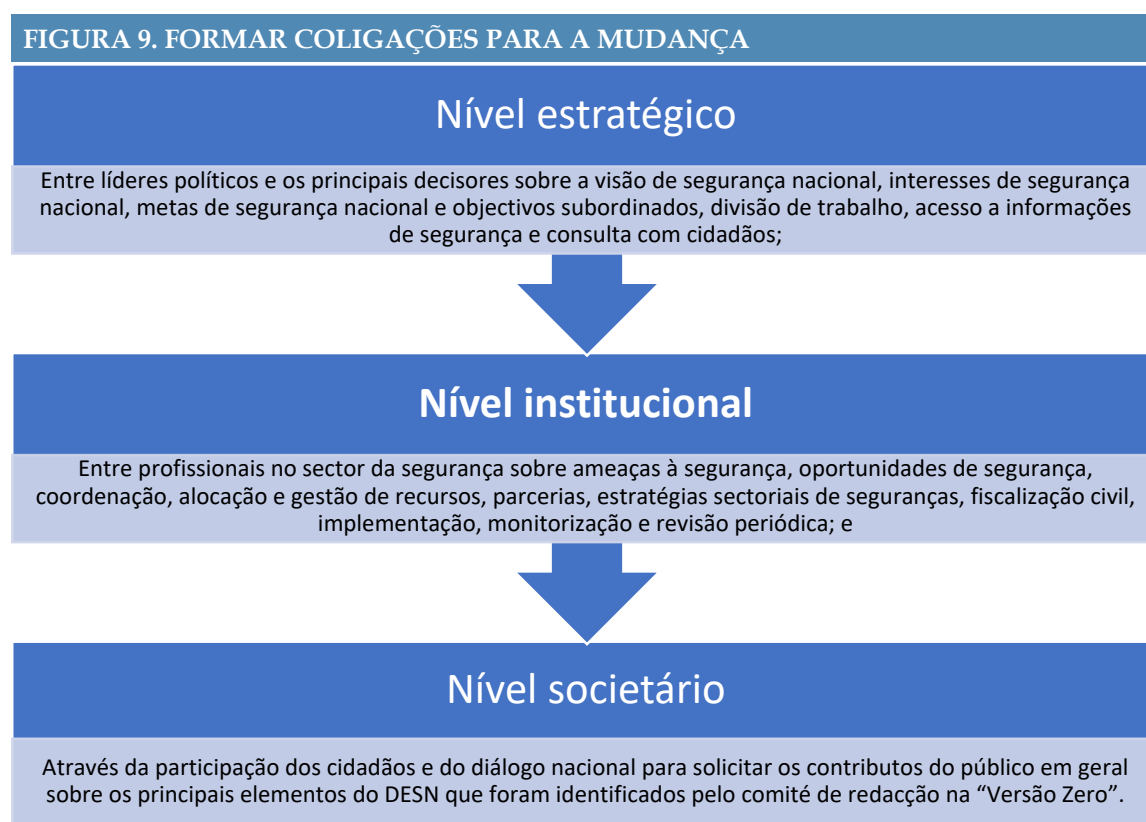 FIGURA 9. FORMAR COLIGAÇÕES PARA A MUDANÇA
Nível estratégico
Entre líderes políticos e os principais decisores sobre a visão de segurança nacional, interesses de segurança
nacional, metas de segurança nacional e objectivos subordinados, divisão de trabalho, acesso a informações
de segurança e consulta com cidadãos;
Nível institucional
Entre profissionais no sector da segurança sobre ameaças à segurança, oportunidades de segurança,
coordenação, alocação e gestão de recursos, parcerias, estratégias sectoriais de seguranças, fiscalização civil,
implementação, monitorização e revisão periódica; e
Nível societário
Através da participação dos cidadãos e do diálogo nacional para solicitar os contributos do público em geral
sobre os principais elementos do DESN que foram identificados pelo comité de redacção na “Versão Zero”.